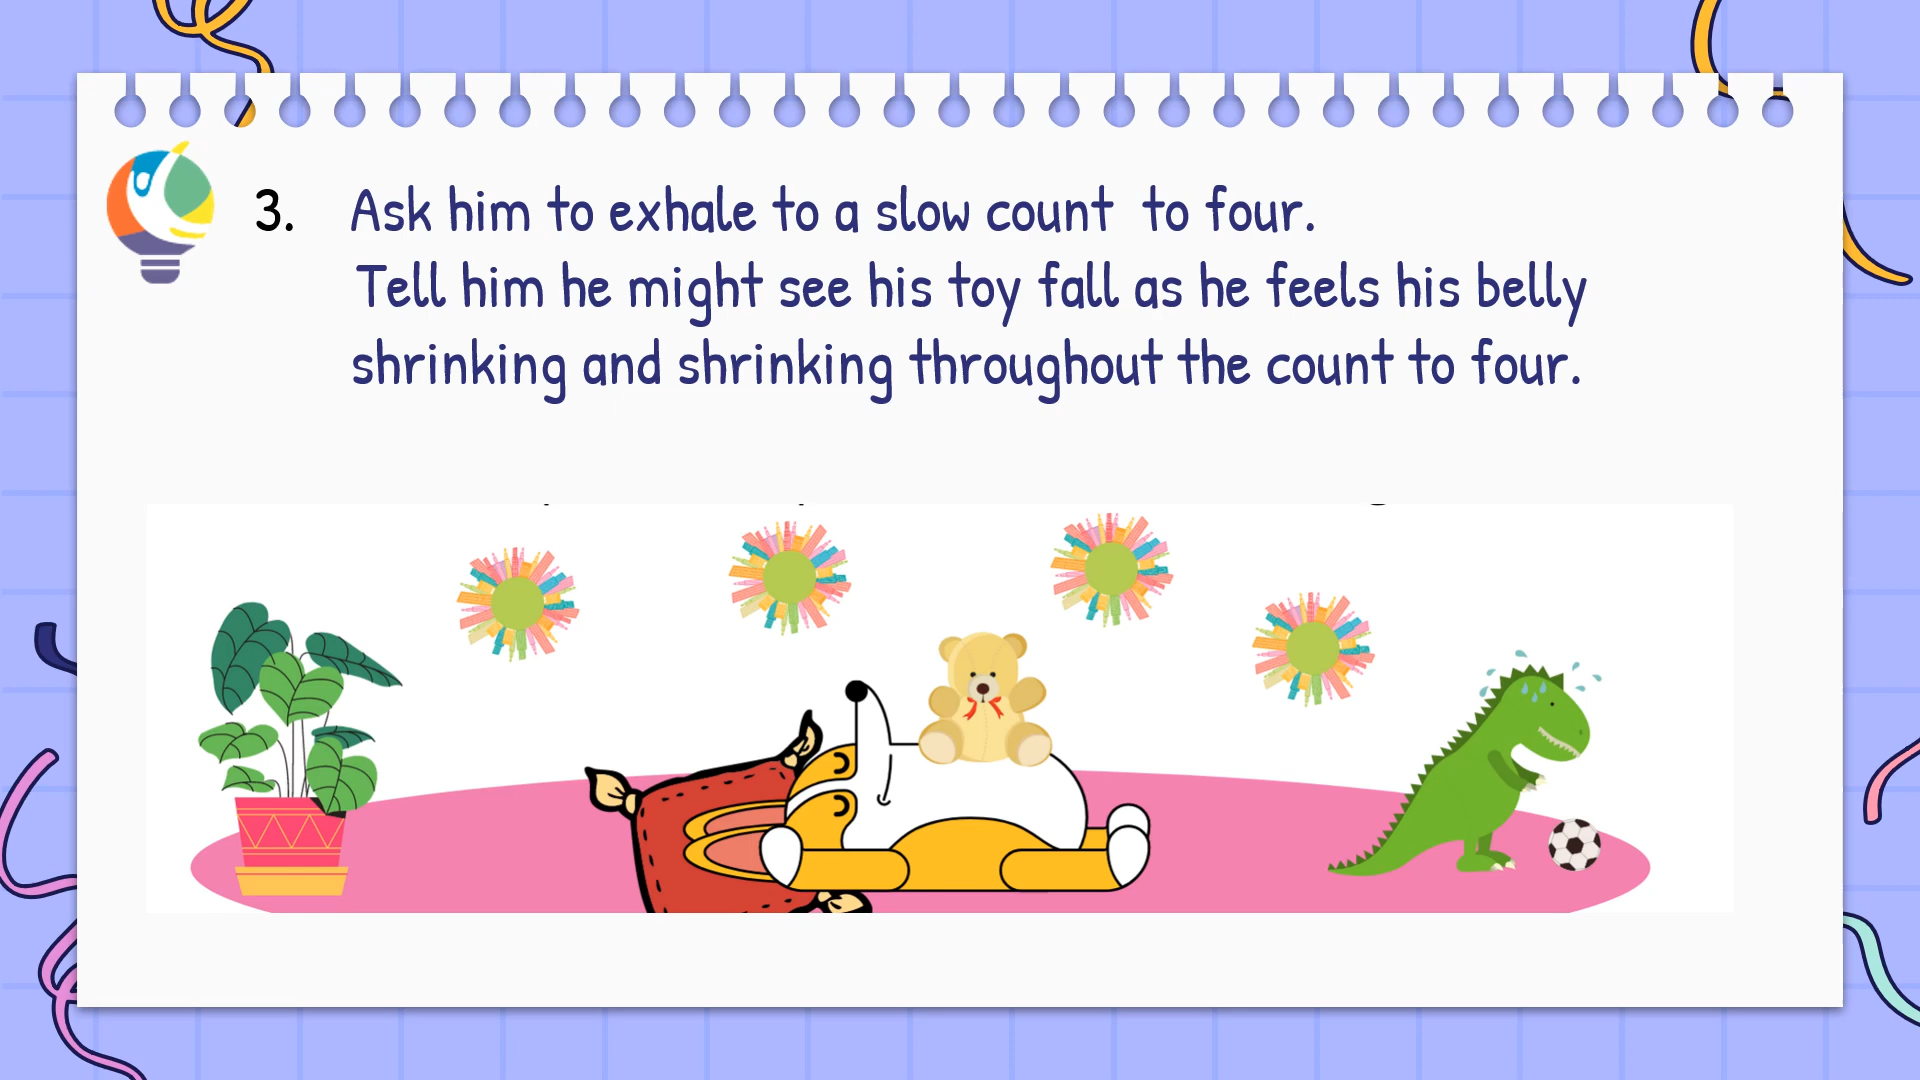 3. Ask him to exhale to a slow count to four.
Tell him he might see his toy fall as he feels his belly
shrinking and shrinking throughout the count to four.